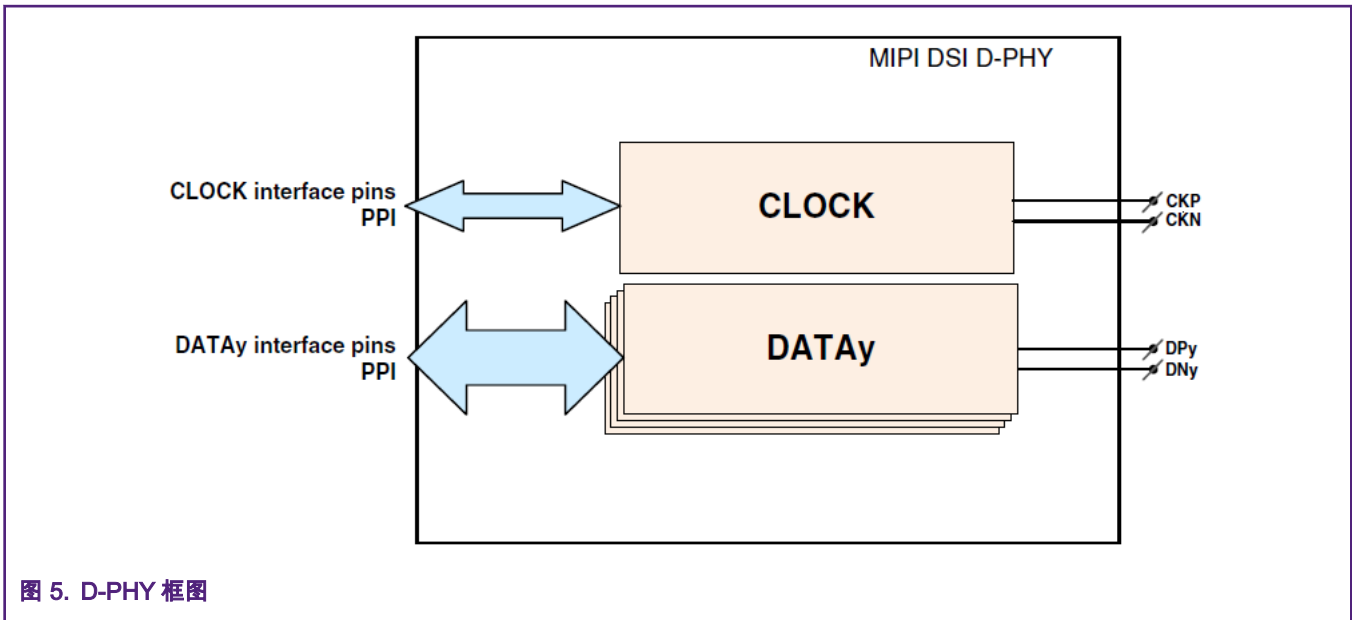 MIPI DSI D-PHY
CLOCK interface pins
PPI
CLOCK
CKP
CKN
DATAy interface pins
PPI
DATAy
DPy
DNy
图 5. D-PHY 框图